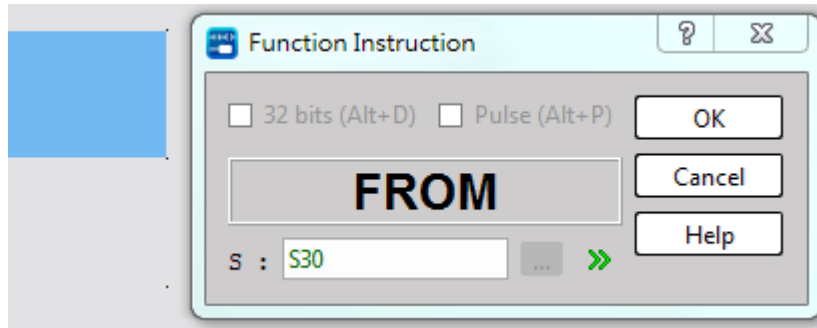 Function Instruction
32 bits (Alt+D) Pulse (Alt+P) OK
FROM Cancel
Help
S : S30 ...